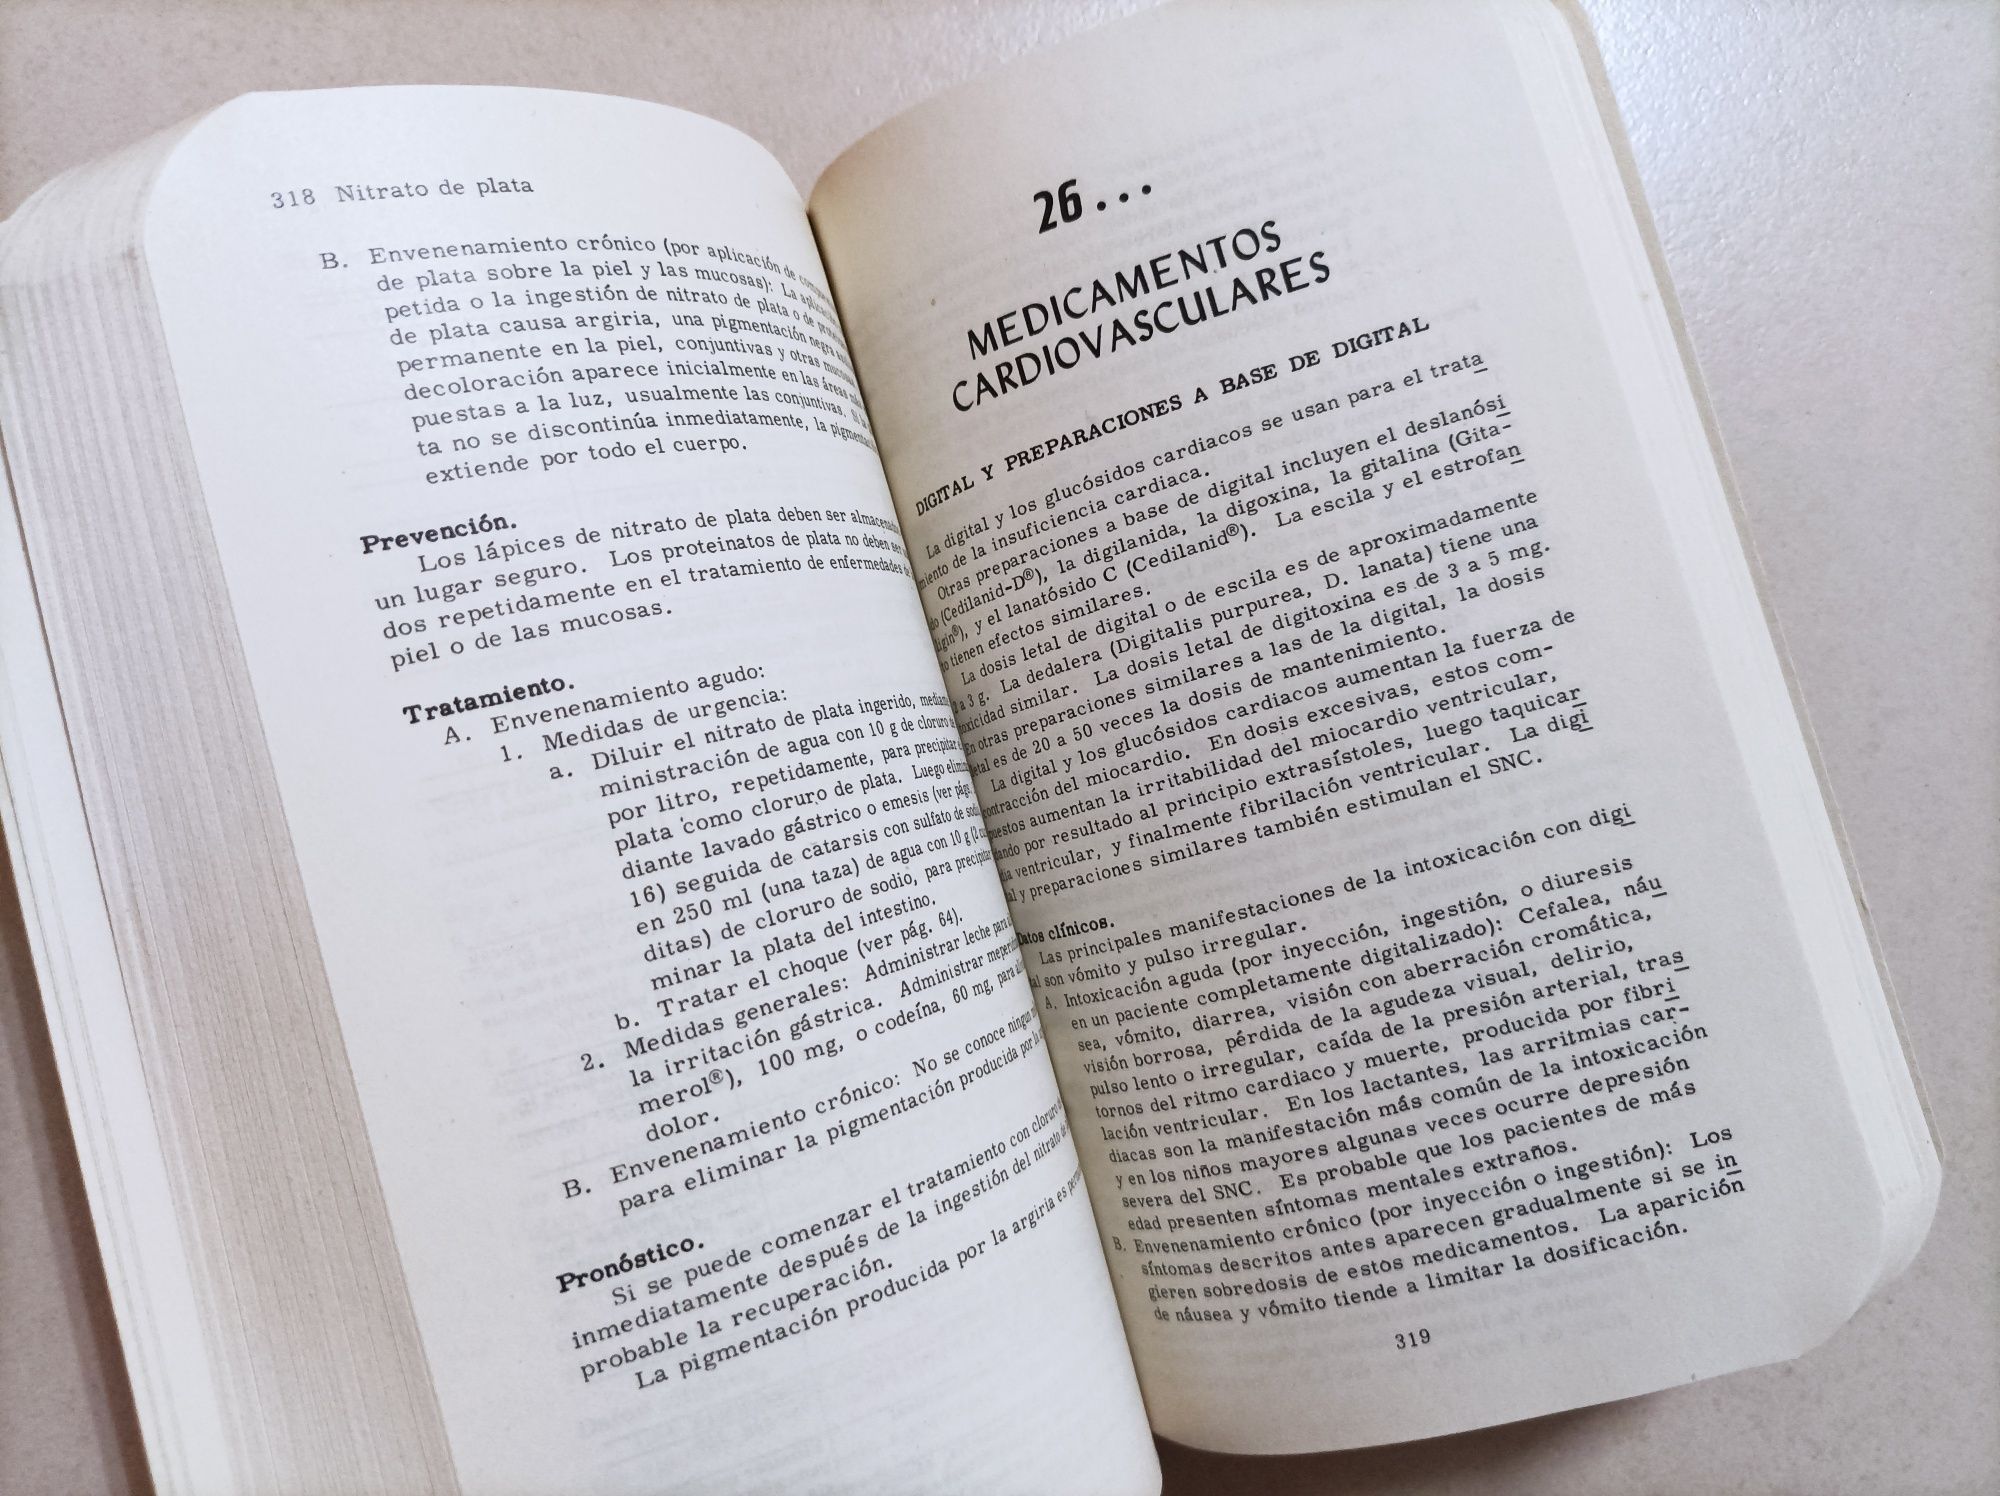 318 Nitrato de plata
B. Envenenamiento crónico (por aplicación de
de plata sobre la piel y las mucosas): La
petida o la ingestión de nitrato de plata o de
de plata causa argiria, una pigmentación negra
permanente en la piel, conjuntivas y otras mucosas
decoloración aparece inicialmente en las áreas
puestas a la luz, usualmente las conjuntivas.
ta no se discontinúa inmediatamente, la
extiende por todo el cuerpo.
Prevención.
Los lápices de nitrato de plata deben ser
un lugar seguro. Los proteinatos de plata no deben ser
dos repetidamente en el tratamiento de enfermedades
piel o de las mucosas.
Tratamiento.
A. Envenenamiento agudo:
1. Medidas de urgencia:
a. Diluir el nitrato de plata ingerido,
ministración de agua con 10 g de cloruro
por litro, repetidamente, para precipitar
plata como cloruro de plata. Luego
diante lavado gástrico o emesis (ver pág.
16) seguida de catarsis con sulfato de
en 250 ml (una taza) de agua con 10 g (2
ditas) de cloruro de sodio, para precipitar
minar la plata del intestino.
b. Tratar el choque (ver pág. 64).
2. Medidas generales: Administrar leche para
la irritación gástrica. Administrar
merol®), 100 mg, o codeína, 60 mg, para
dolor.
B. Envenenamiento crónico: No se conoce ningun
para eliminar la pigmentación producida por la
Pronóstico.
Si se puede comenzar el tratamiento con cloruro
inmediatamente después de la ingestión del nitrato
probable la recuperación.
La pigmentación producida por la argiria es
26...
MEDICAMENTOS
CARDIOVASCULARES
DIGITAL Y PREPARACIONES A BASE DE DIGITAL
La digital y los glucósidos cardiacos se usan para el trata
miento de la insuficiencia cardiaca.
Otras preparaciones a base de digital incluyen el deslanósi
do (Cedilanid-D®), la digilanida, la digoxina, la gitalina (Gita-
ligin®), y el lanatósido C (Cedilanid®). La escila y el estrofan
to tienen efectos similares.
La dosis letal de digital o de escila es de aproximadamente
2 a 3 g. La dedalera (Digitalis purpurea, D. lanata) tiene una
toxicidad similar. La dosis letal de digitoxina es de 3 a 5 mg.
En otras preparaciones similares a las de la digital, la dosis
letal es de 20 a 50 veces la dosis de mantenimiento.
La digital y los glucósidos cardiacos aumentan la fuerza de
contracción del miocardio. En dosis excesivas, estos com-
puestos aumentan la irritabilidad del miocardio ventricular,
dando por resultado al principio extrasístoles, luego taquicar
dia ventricular, y finalmente fibrilación ventricular. La digi
tal y preparaciones similares también estimulan el SNC.
Datos clínicos.
Las principales manifestaciones de la intoxicación con digi
tal son vómito y pulso irregular.
A. Intoxicación aguda (por inyección, ingestión, o diuresis
en un paciente completamente digitalizado): Cefalea, náu
sea, vómito, diarrea, visión con aberración cromática,
visión borrosa, pérdida de la agudeza visual, delirio,
pulso lento o irregular, caída de la presión arterial, tras
tornos del ritmo cardiaco y muerte, producida por fibri
lación ventricular. En los lactantes, las arritmias car-
diacas son la manifestación más común de la intoxicación
y en los niños mayores algunas veces ocurre depresión
severa del SNC. Es probable que los pacientes de más
edad presenten síntomas mentales extraños.
B. Envenenamiento crónico (por inyección o ingestión): Los
síntomas descritos antes aparecen gradualmente si se in
gieren sobredosis de estos medicamentos. La aparición
de náusea y vómito tiende a limitar la dosificación.
319